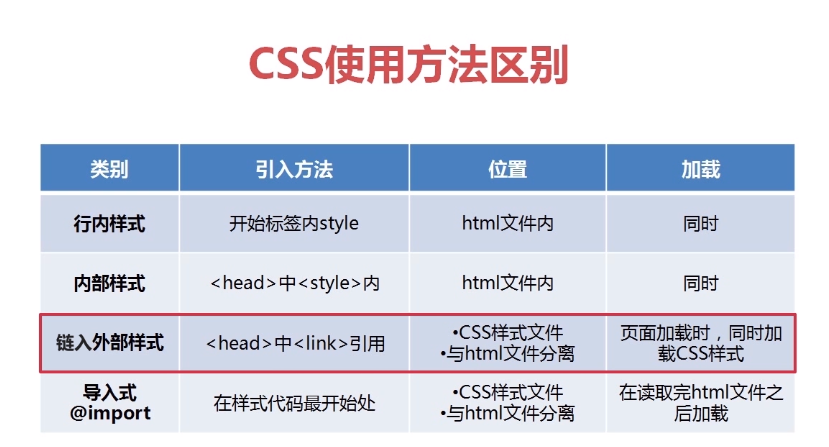 CSS使用方法区别
类别 引入方法 位置 加载
行内样式 开始标签内style html文件内 同时
内部样式 <head>中<style>内 html文件内 同时
链入外部样式 <head>中<link>引用 •CSS样式文件 页面加载时，同时加
•与html文件分离 载CSS样式
导入式 在样式代码最开始处 •CSS样式文件 在读取完html文件之
@import •与html文件分离 后加载